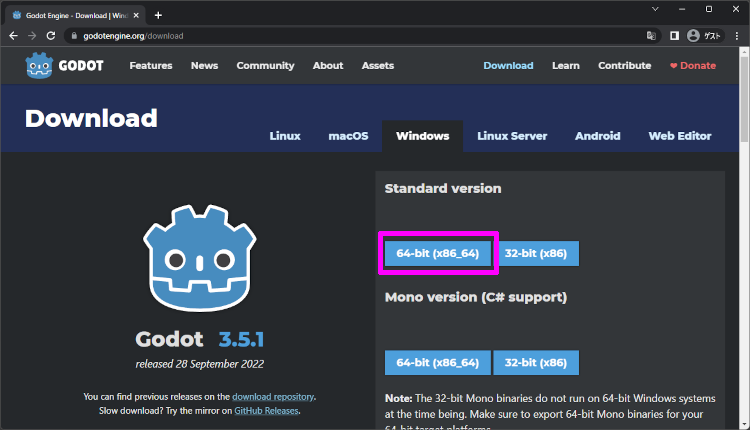 Godot Engine - Download | Wind
godotengine.org/download
ゲスト
GODOT
Features News Community About Assets Download Learn Contribute ❤ Donate
Download
Linux macOS Windows Linux Server Android Web Editor
Standard version
64-bit (x86_64) 32-bit (x86)
Mono version (C# support)
64-bit (x86_64) 32-bit (x86)
Godot 3.5.1
released 28 September 2022
You can find previous releases on the download repository.
Slow download? Try the mirror on GitHub Releases.
Note: The 32-bit Mono binaries do not run on 64-bit Windows systems
at the time being. Make sure to export 64-bit Mono binaries for your
64-bit target platforms.